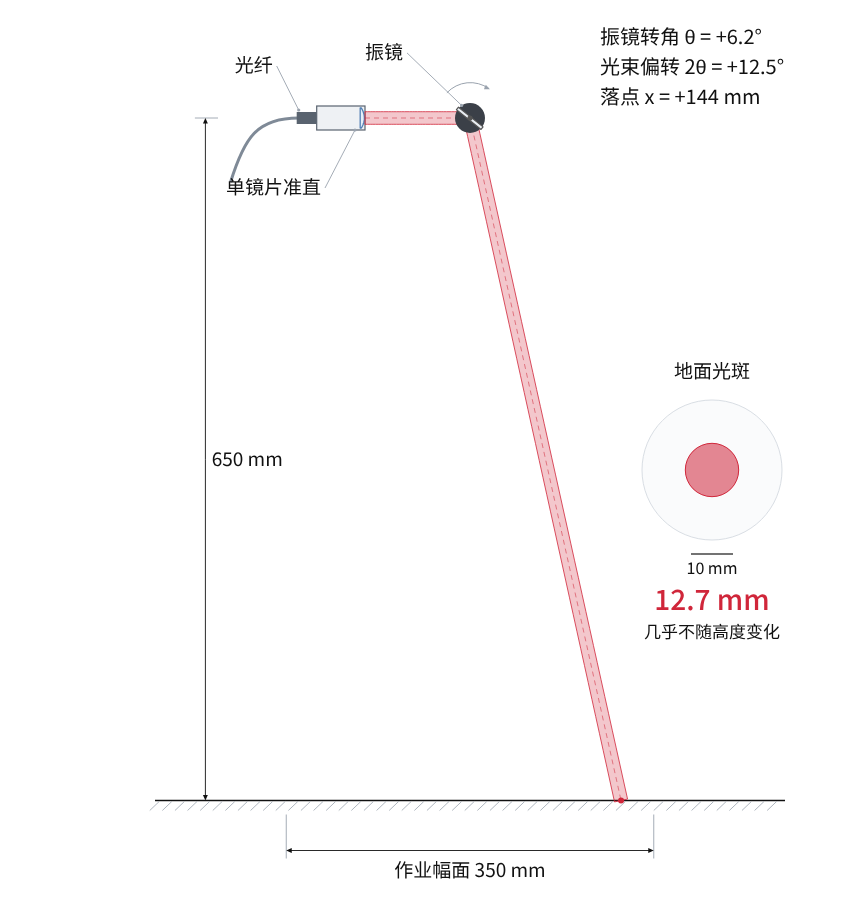 振镜转角 θ = +6.2°
光束偏转 2θ = +12.5°
落点 x = +144 mm
振镜
光纤
单镜片准直
地面光斑
650 mm
10 mm
12.7 mm
几乎不随高度变化
作业幅面 350 mm